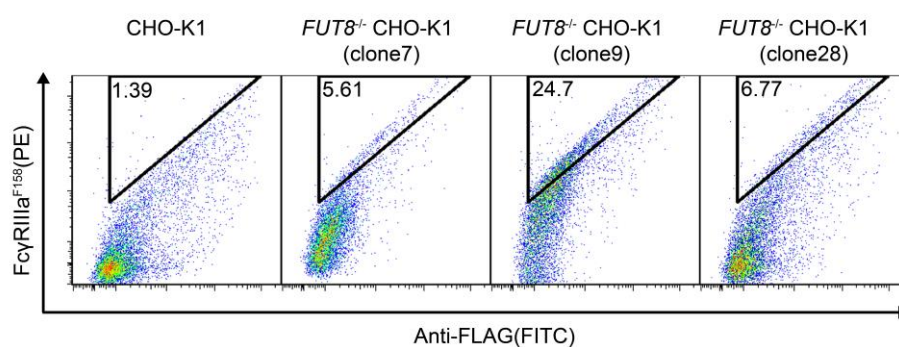 CHO-K1
FUT8-/- CHO-K1
(clone7)
FUT8-/- CHO-K1
(clone9)
FUT8-/- CHO-K1
(clone28)
1.39
5.61
24.7
6.77
FcγRIIIaF158(PE)
Anti-FLAG(FITC)